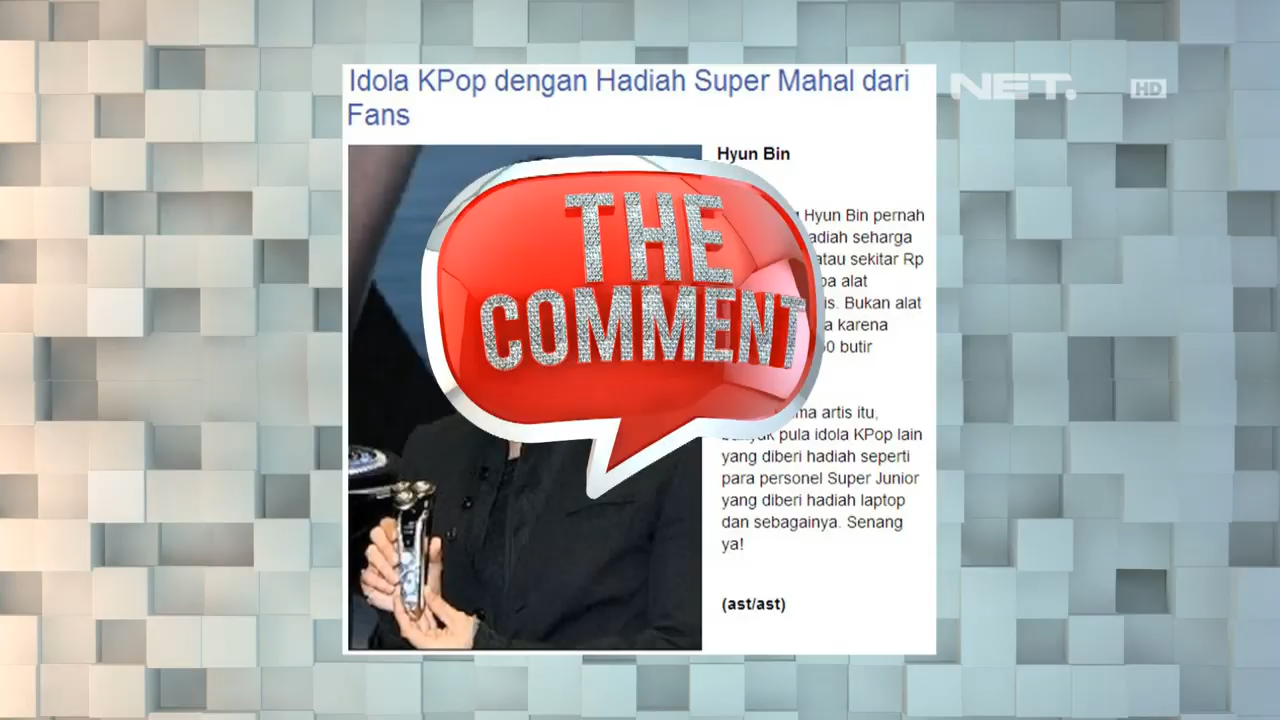 Idola KPop dengan Hadiah Super Mahal dari
Fans
NET.
HD
Hyun Bin
THE
COMMENT
Hyun Bin pernah
seharga
atau sekitar Rp
alat
Bukan alat
karena
butir
artis itu,
pula idola KPop lain
yang diberi hadiah seperti
para personel Super Junior
yang diberi hadiah laptop
dan sebagainya. Senang
ya!
(ast/ast)